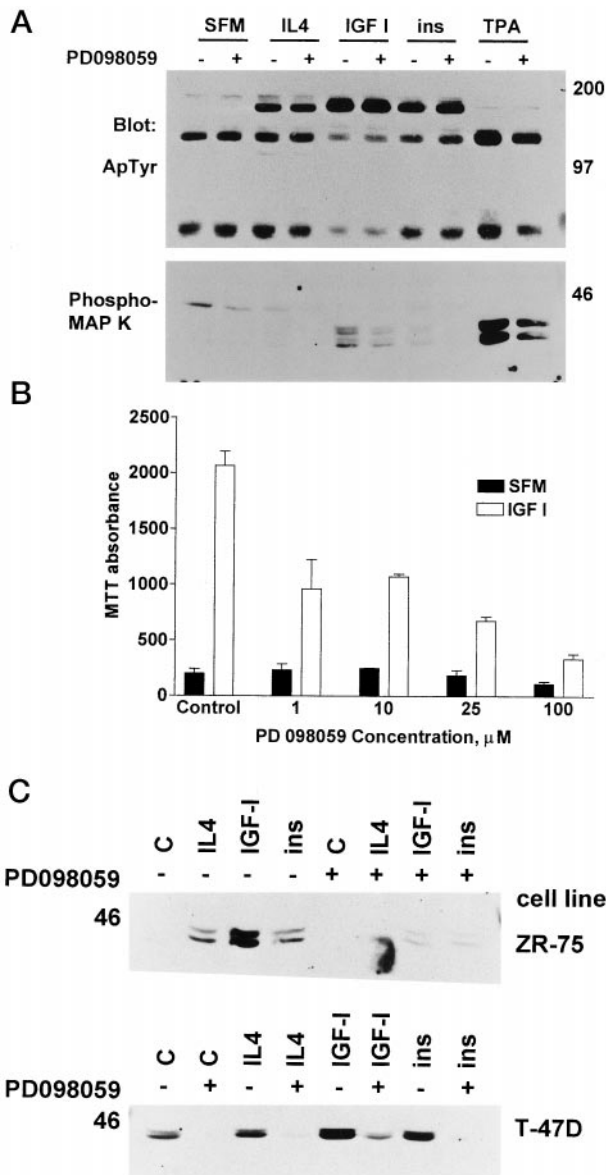 A
SFM IL4 IGF I ins TPA
PD098059 - + - + - + - + - +
200
Blot:
ApTyr
97
Phospho-
MAP K
46
B
2500
2000
1500
1000
500
0
MTT absorbance
SFM
IGF I
Control 1 10 25 100
PD 098059 Concentration, µM
C
C IL4 IGF-I ins C IL4 IGF-I ins
PD098059 - - - - + + + +
46
cell line
ZR-75
C C IL4 IL4 IGF-I IGF-I ins ins
PD098059 - + - + - + - +
46
T-47D